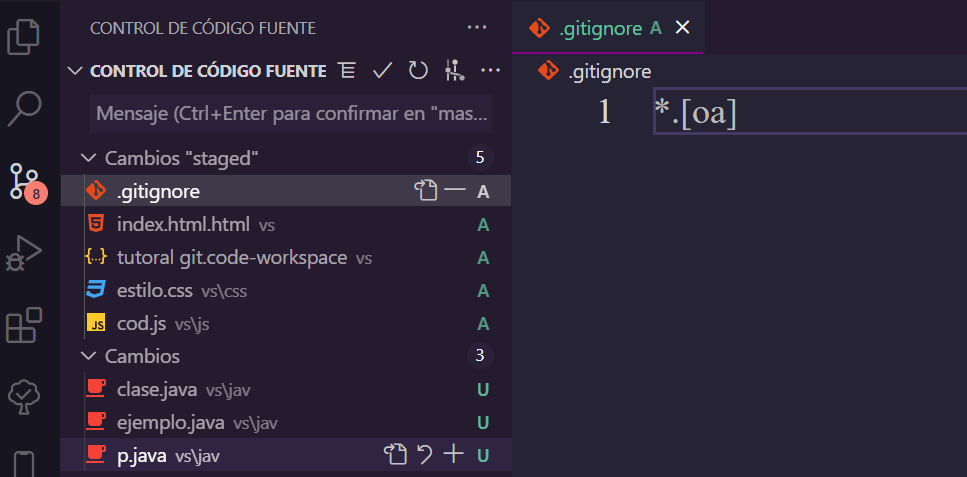 CONTROL DE CÓDIGO FUENTE
CONTROL DE CÓDIGO FUENTE
Mensaje (Ctrl+Enter para confirmar en "mas...
Cambios "staged" 5
.gitignore A
index.html.html vs A
tutoral git.code-workspace vs A
estilo.css vs\css A
JS cod.js vs\js A
Cambios 3
clase.java vs\jav U
ejemplo.java vs\jav U
p.java vs\jav U
8
.gitignore A
.gitignore
1 *.[oa]